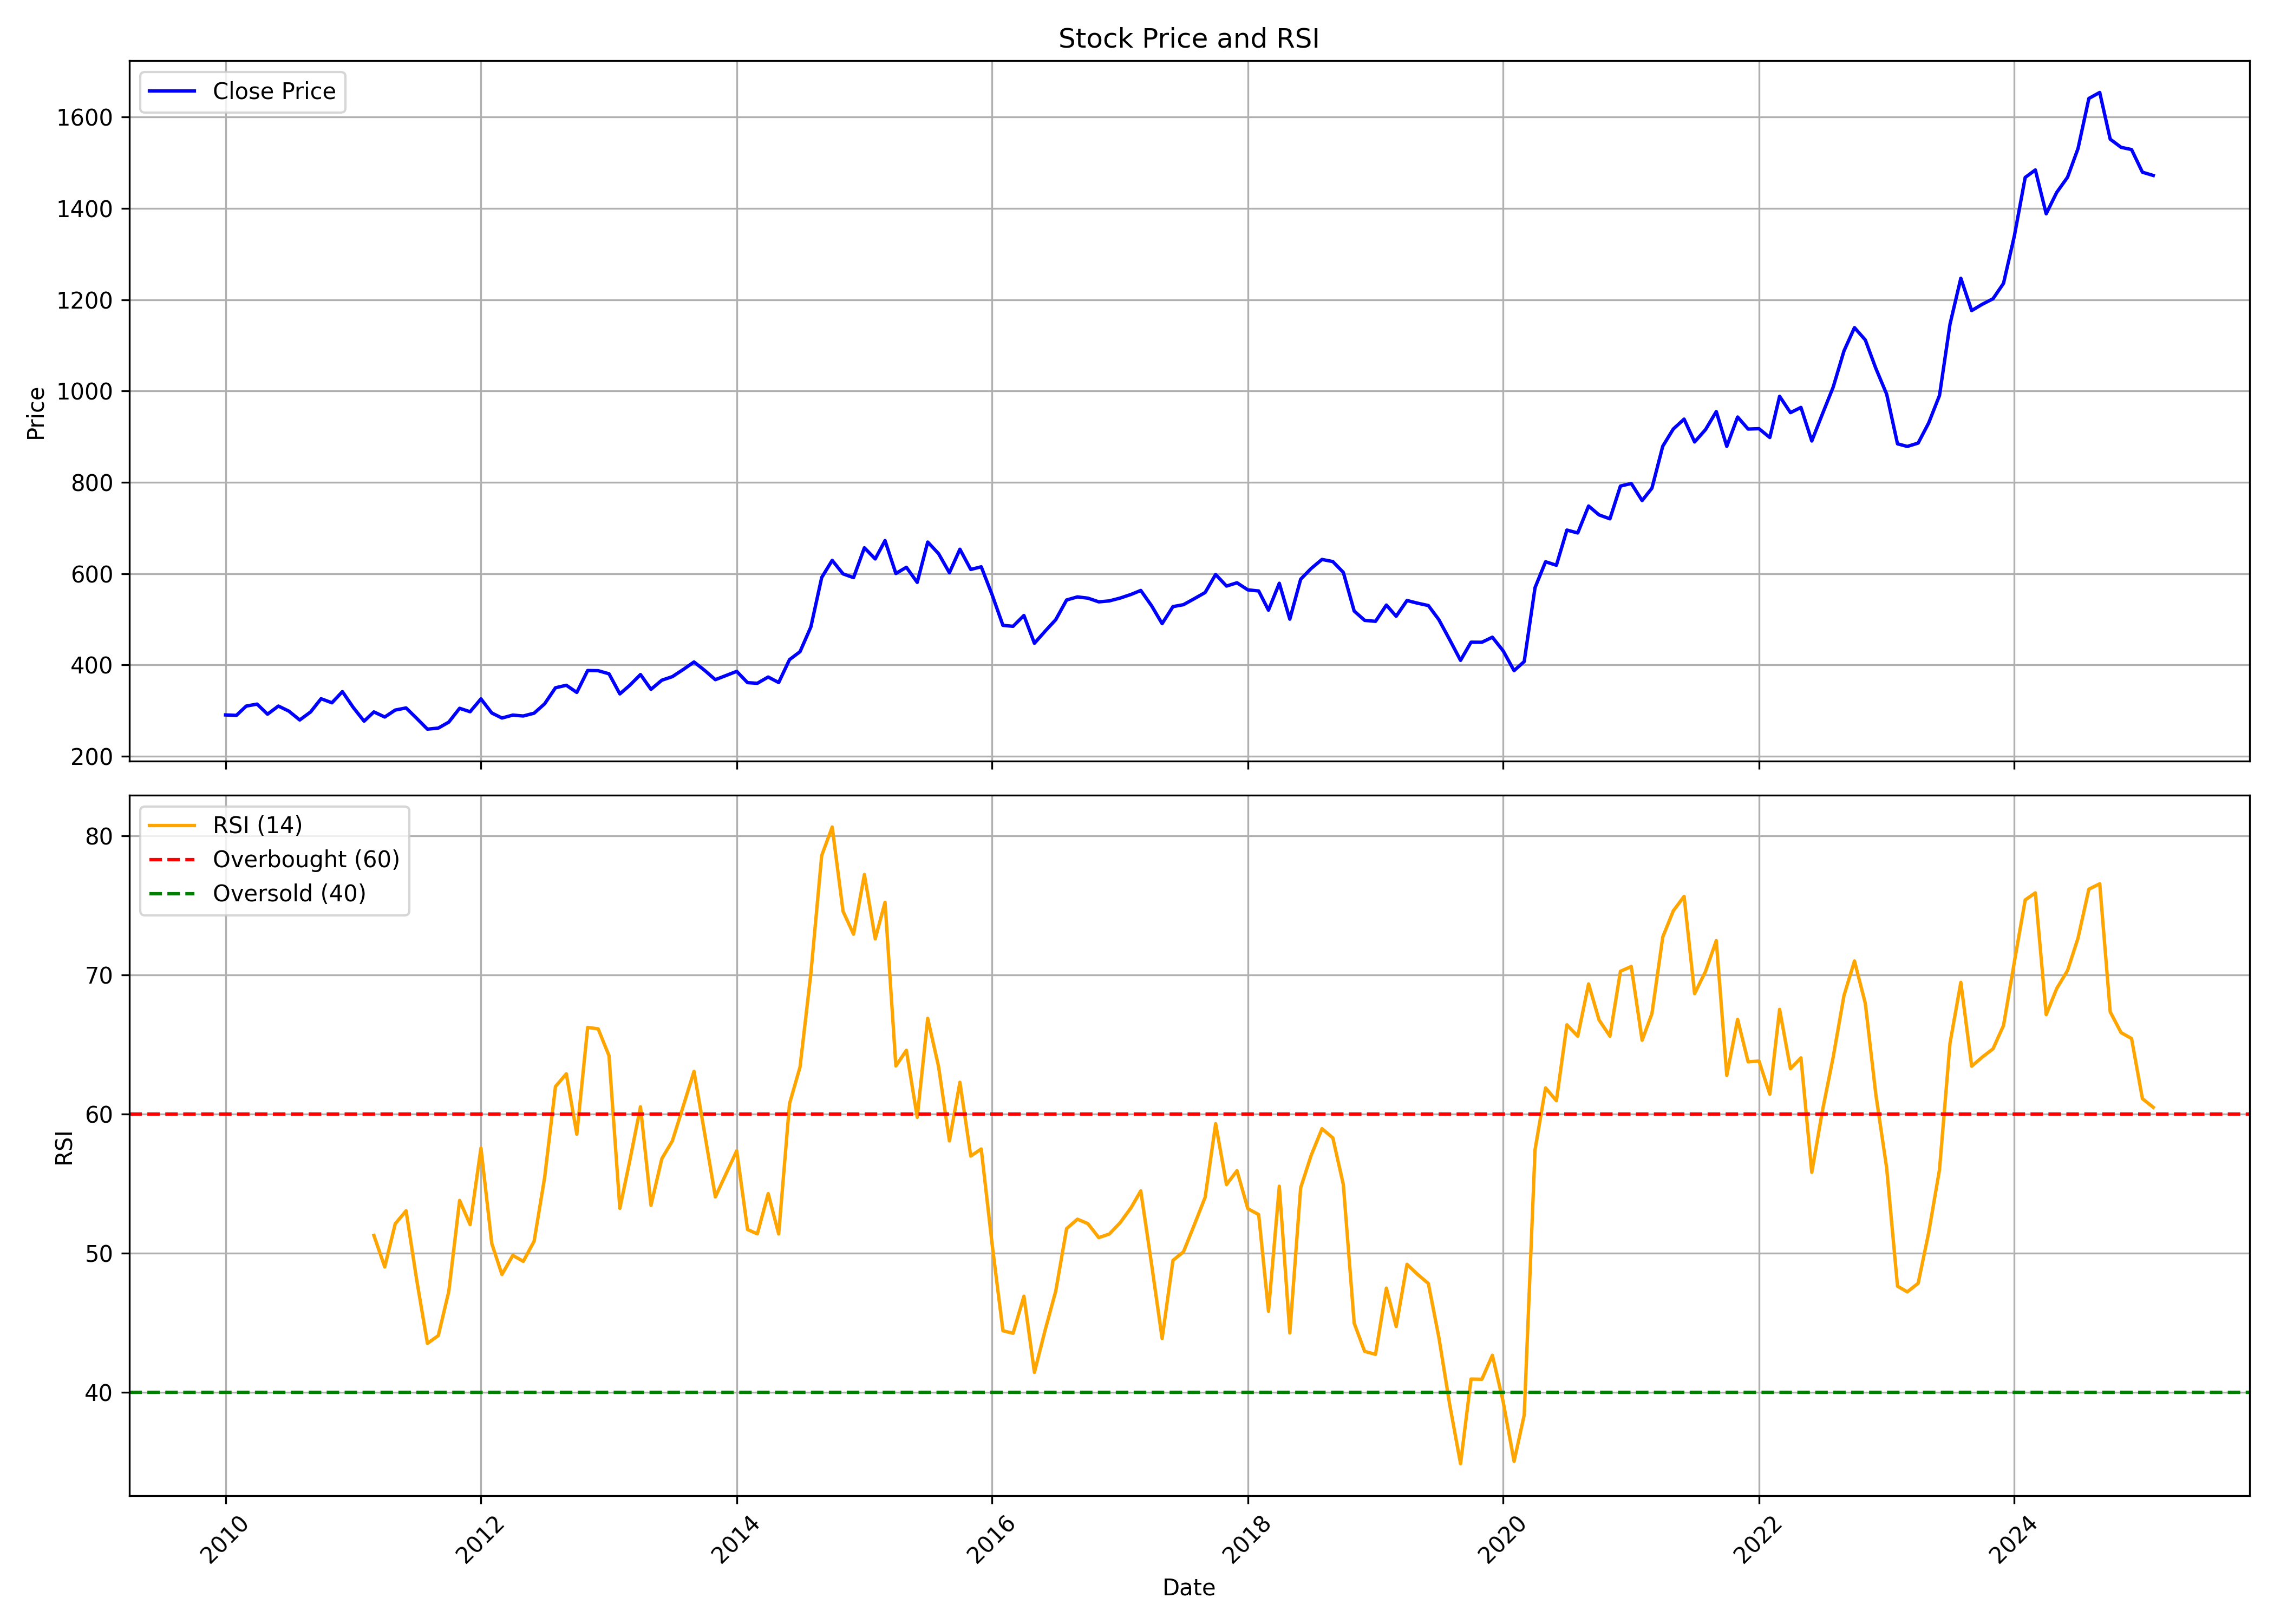 Stock Price and RSI
Close Price
1600
1400
1200
1000
800
600
400
200
Price
RSI (14)
Overbought (60)
Oversold (40)
80
70
60
50
40
RSI
2010
2012
2014
2016
2018
2020
2022
2024
Date